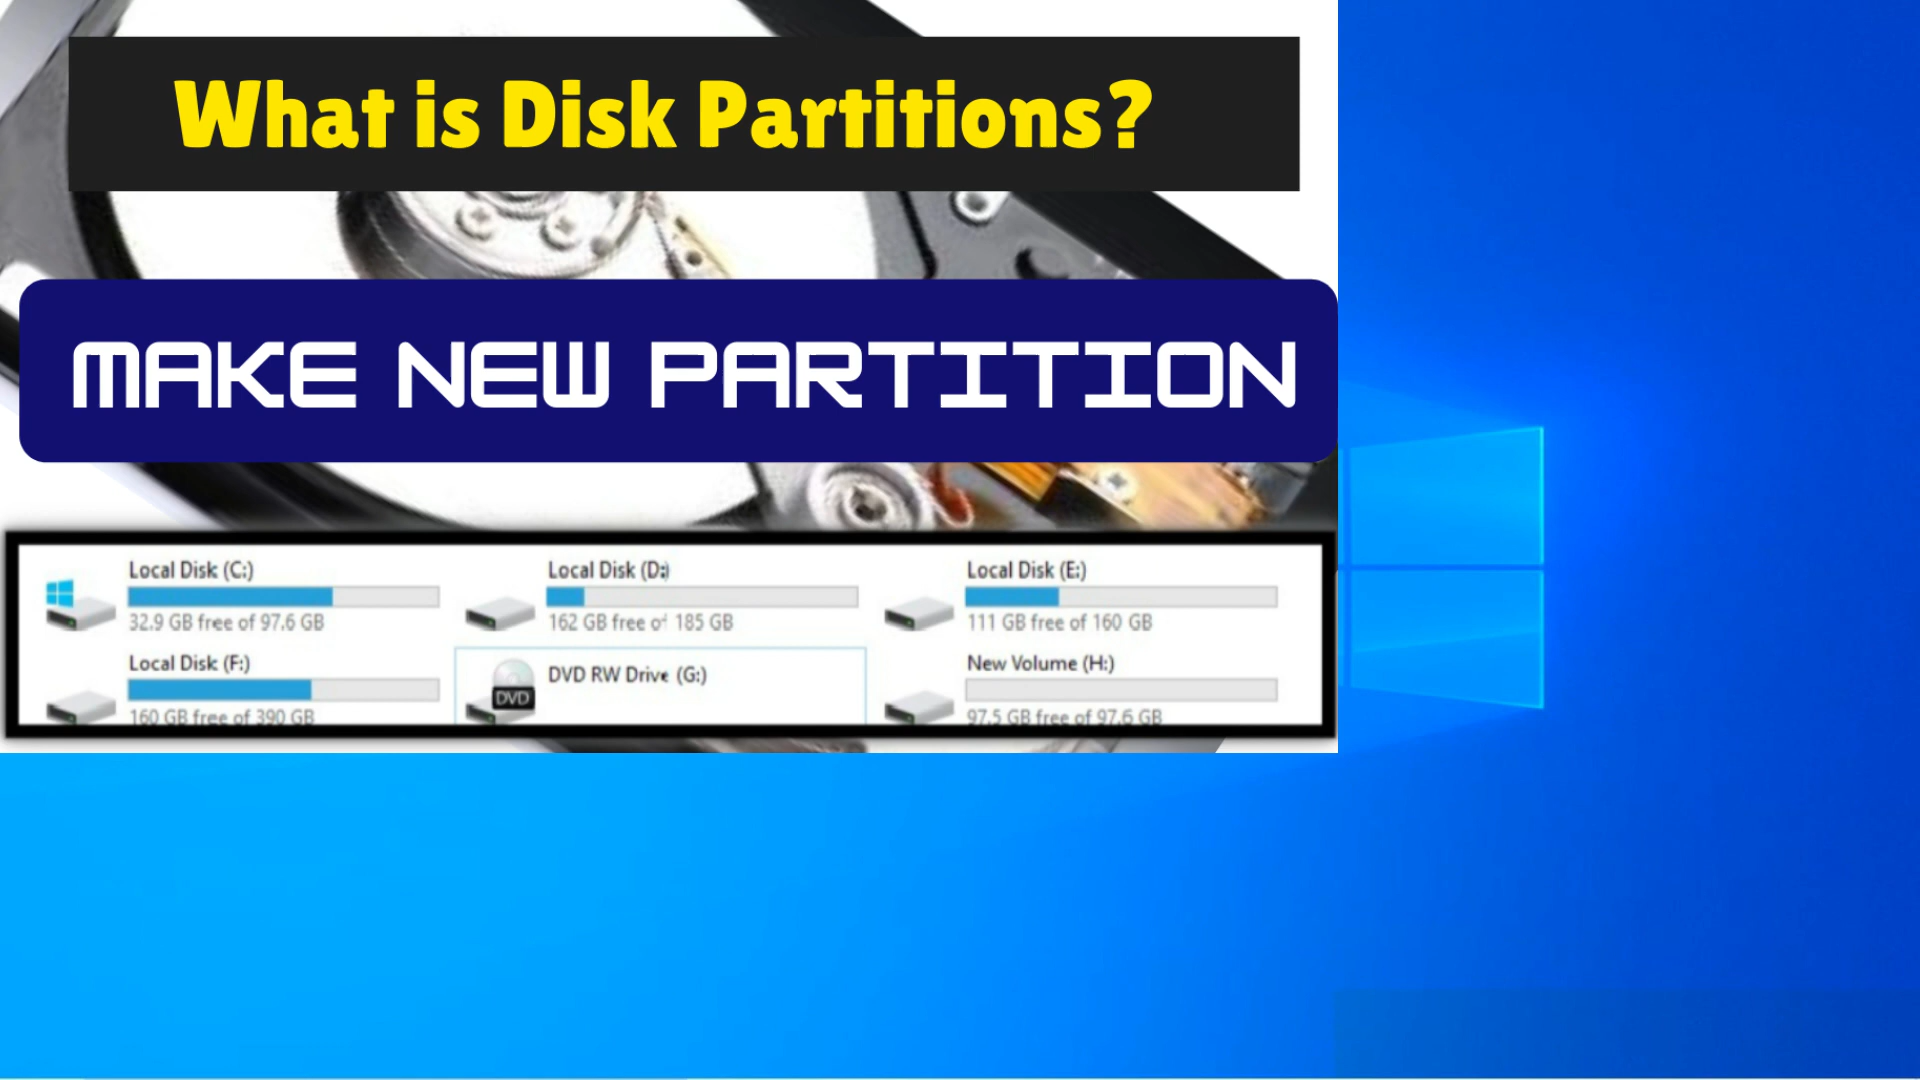 What is Disk Partitions?
MAKE NEW PARTITION
Local Disk (C:)
32.9 GB free of 97.6 GB
Local Disk (D:)
162 GB free of 185 GB
Local Disk (E:)
111 GB free of 160 GB
Local Disk (F:)
160 GB free of 390 GB
DVD RW Drive (G:)
DVD
New Volume (H:)
97.5 GB free of 97.6 GB